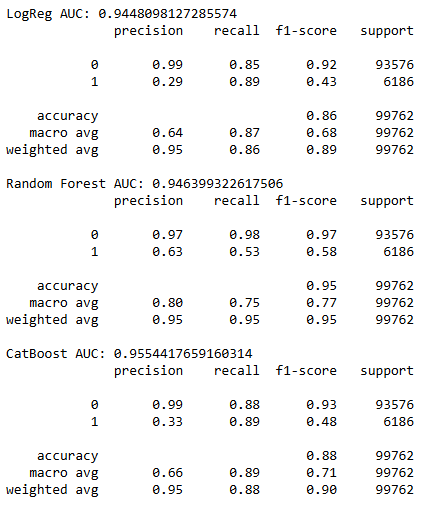 LogReg AUC: 0.9448098127285574
precision recall f1-score support
0 0.99 0.85 0.92 93576
1 0.29 0.89 0.43 6186
accuracy 0.86 99762
macro avg 0.64 0.87 0.68 99762
weighted avg 0.95 0.86 0.89 99762
Random Forest AUC: 0.946399322617506
precision recall f1-score support
0 0.97 0.98 0.97 93576
1 0.63 0.53 0.58 6186
accuracy 0.95 99762
macro avg 0.80 0.75 0.77 99762
weighted avg 0.95 0.95 0.95 99762
CatBoost AUC: 0.9554417659160314
precision recall f1-score support
0 0.99 0.88 0.93 93576
1 0.33 0.89 0.48 6186
accuracy 0.88 99762
macro avg 0.66 0.89 0.71 99762
weighted avg 0.95 0.88 0.90 99762